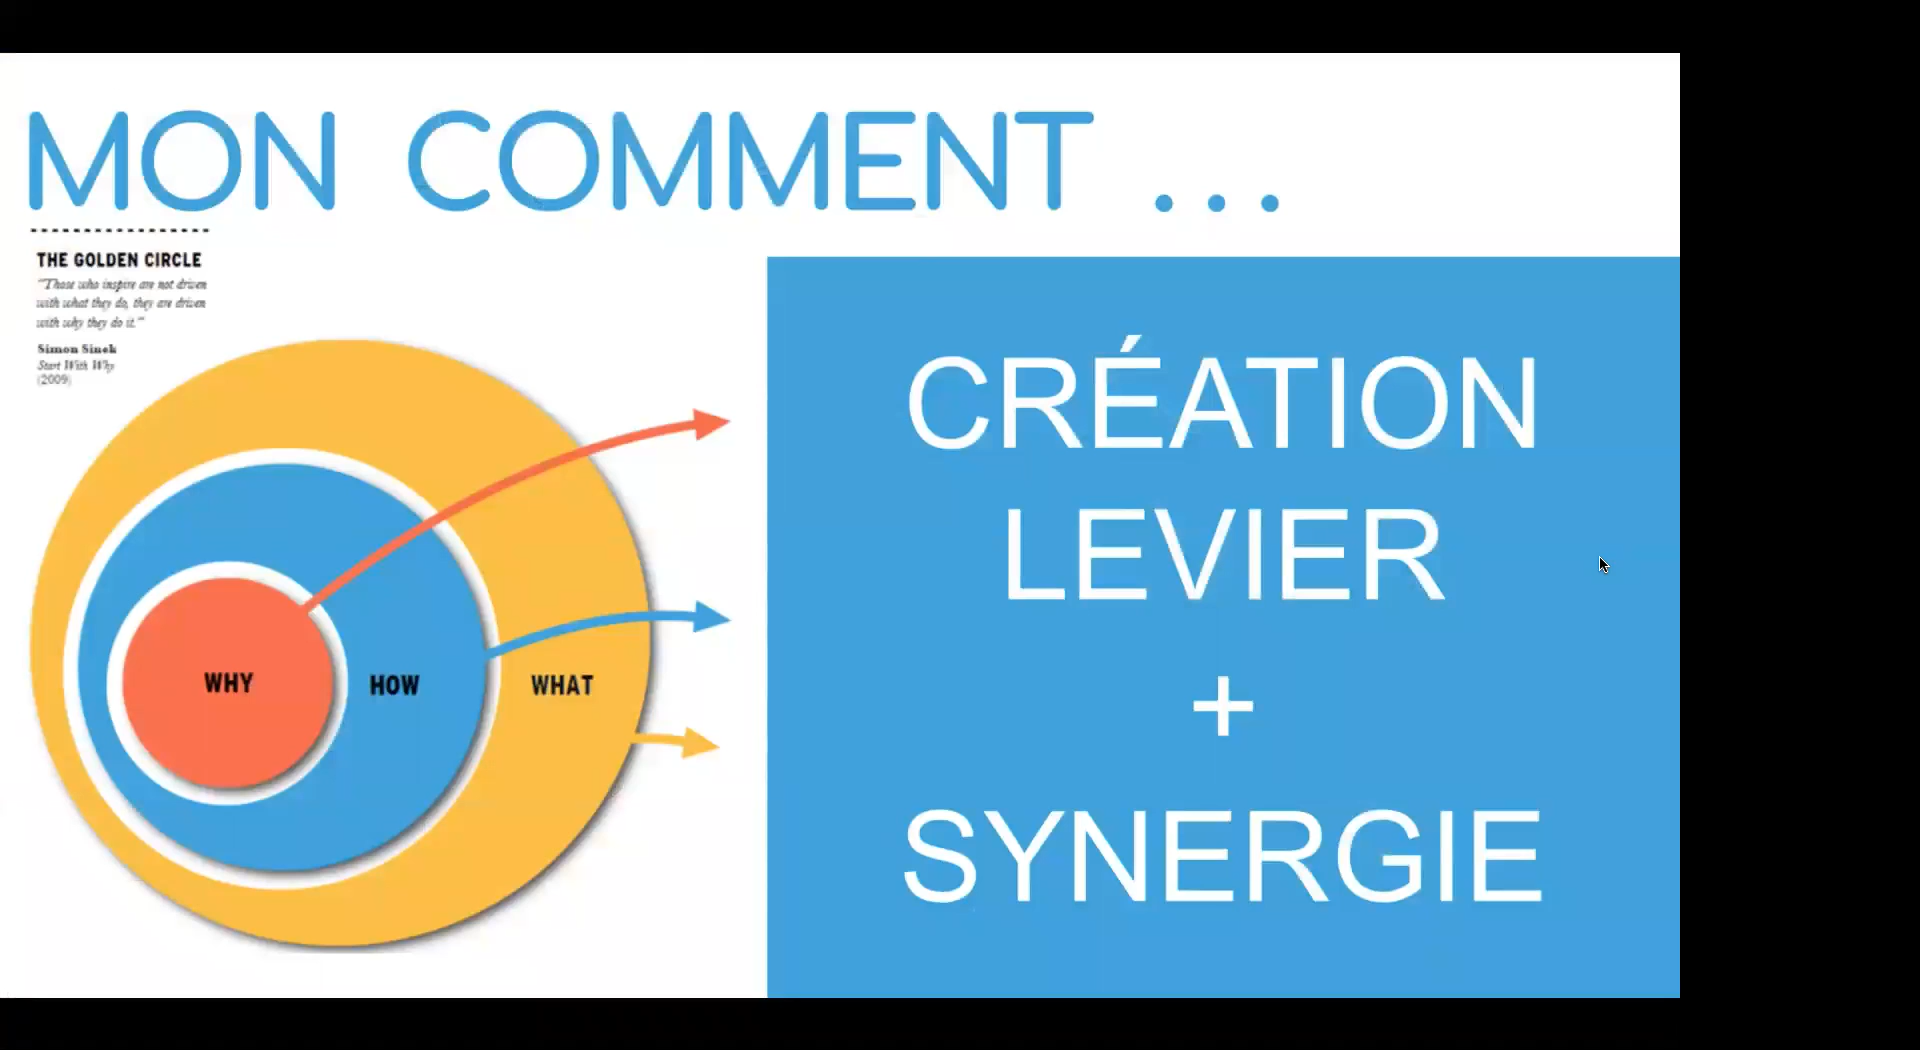 MON COMMENT ...
THE GOLDEN CIRCLE
"Those who inspire are not driven
with what they do, they are driven
with why they do it."
Simon Sinek
Start With Why
(2009)
CRÉATION
LEVIER
+
SYNERGIE
WHY
HOW
WHAT